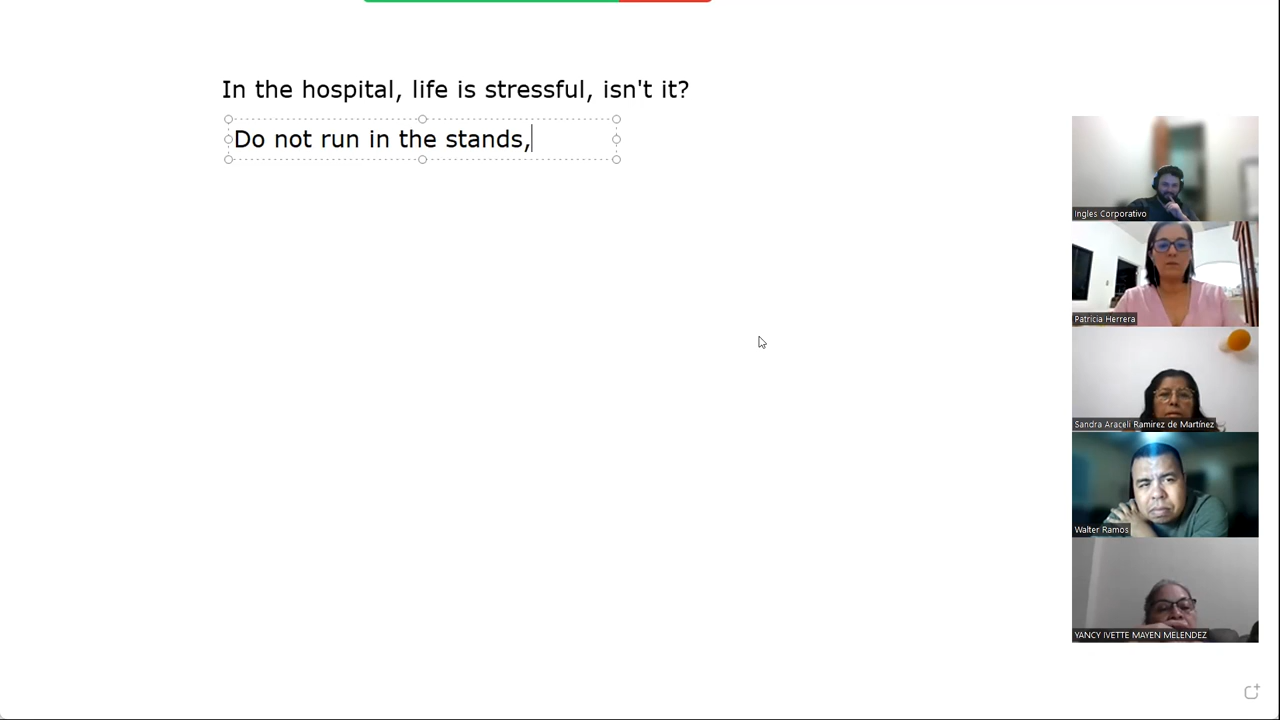 In the hospital, life is stressful, isn't it?
Do not run in the stands,
Ingles Corporativo
Patricia Herrera
Sandra Araceli Ramirez de Martínez
Walter Ramos
YANCY IVETTE MAYEN MELENDEZ